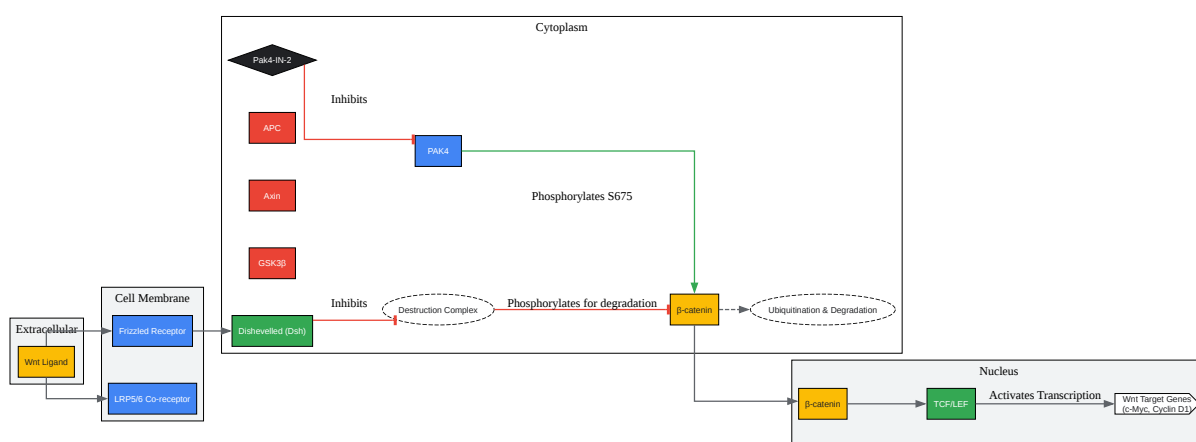 Cytoplasm
Pak4-IN-2
Inhibits
APC
PAK4
Phosphorylates S675
Axin
GSK3β
Cell Membrane
Inhibits
Destruction Complex
Phosphorylates for degradation
β-catenin
Ubiquitination & Degradation
Extracellular
Frizzled Receptor
Dishevelled (Dsh)
Wnt Ligand
LRP5/6 Co-receptor
Nucleus
β-catenin
TCF/LEF
Activates Transcription
Wnt Target Genes
(c-Myc, Cyclin D1)